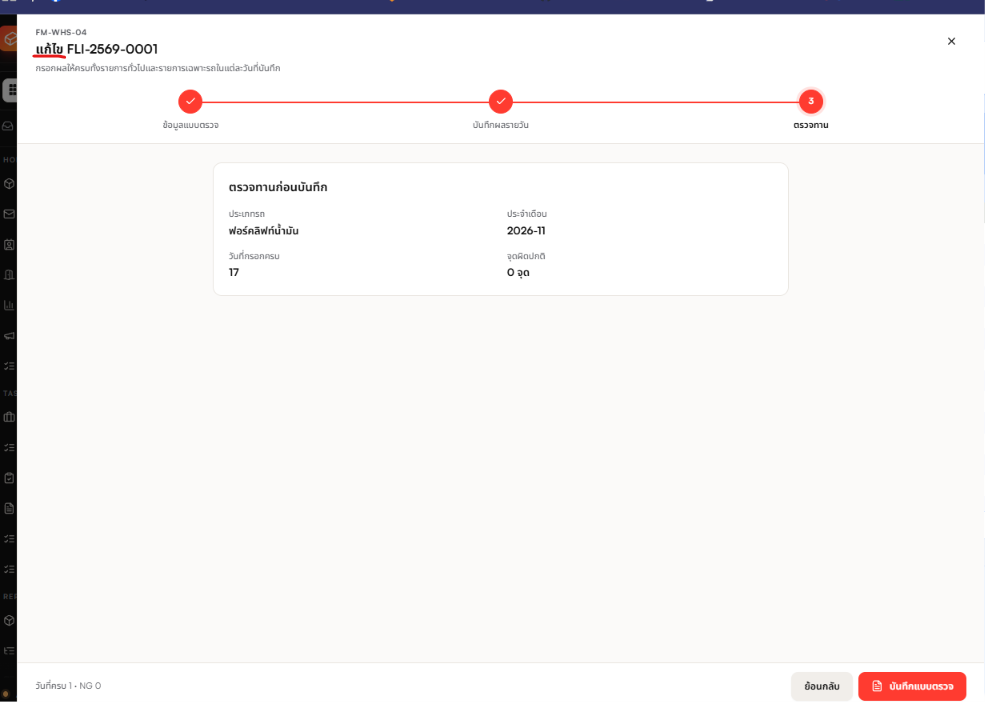 FM-WHS-04
แก้ไข FLI-2569-0001
กรอกผลให้ครบทั้งรายการทั่วไปและรายการเฉพาะรถในแต่ละวันที่บันทึก
3
ข้อมูลแบบตรวจ
บันทึกผลรายวัน
ตรวจทาน
ตรวจทานก่อนบันทึก
ประเภทรถ
ประจำเดือน
ฟอร์คลิฟท์น้ำมัน
2026-11
วันที่กรอกครบ
จุดผิดปกติ
17
0 จุด
วันที่ครบ 1 • NG 0
ย้อนกลับ
บันทึกแบบตรวจ